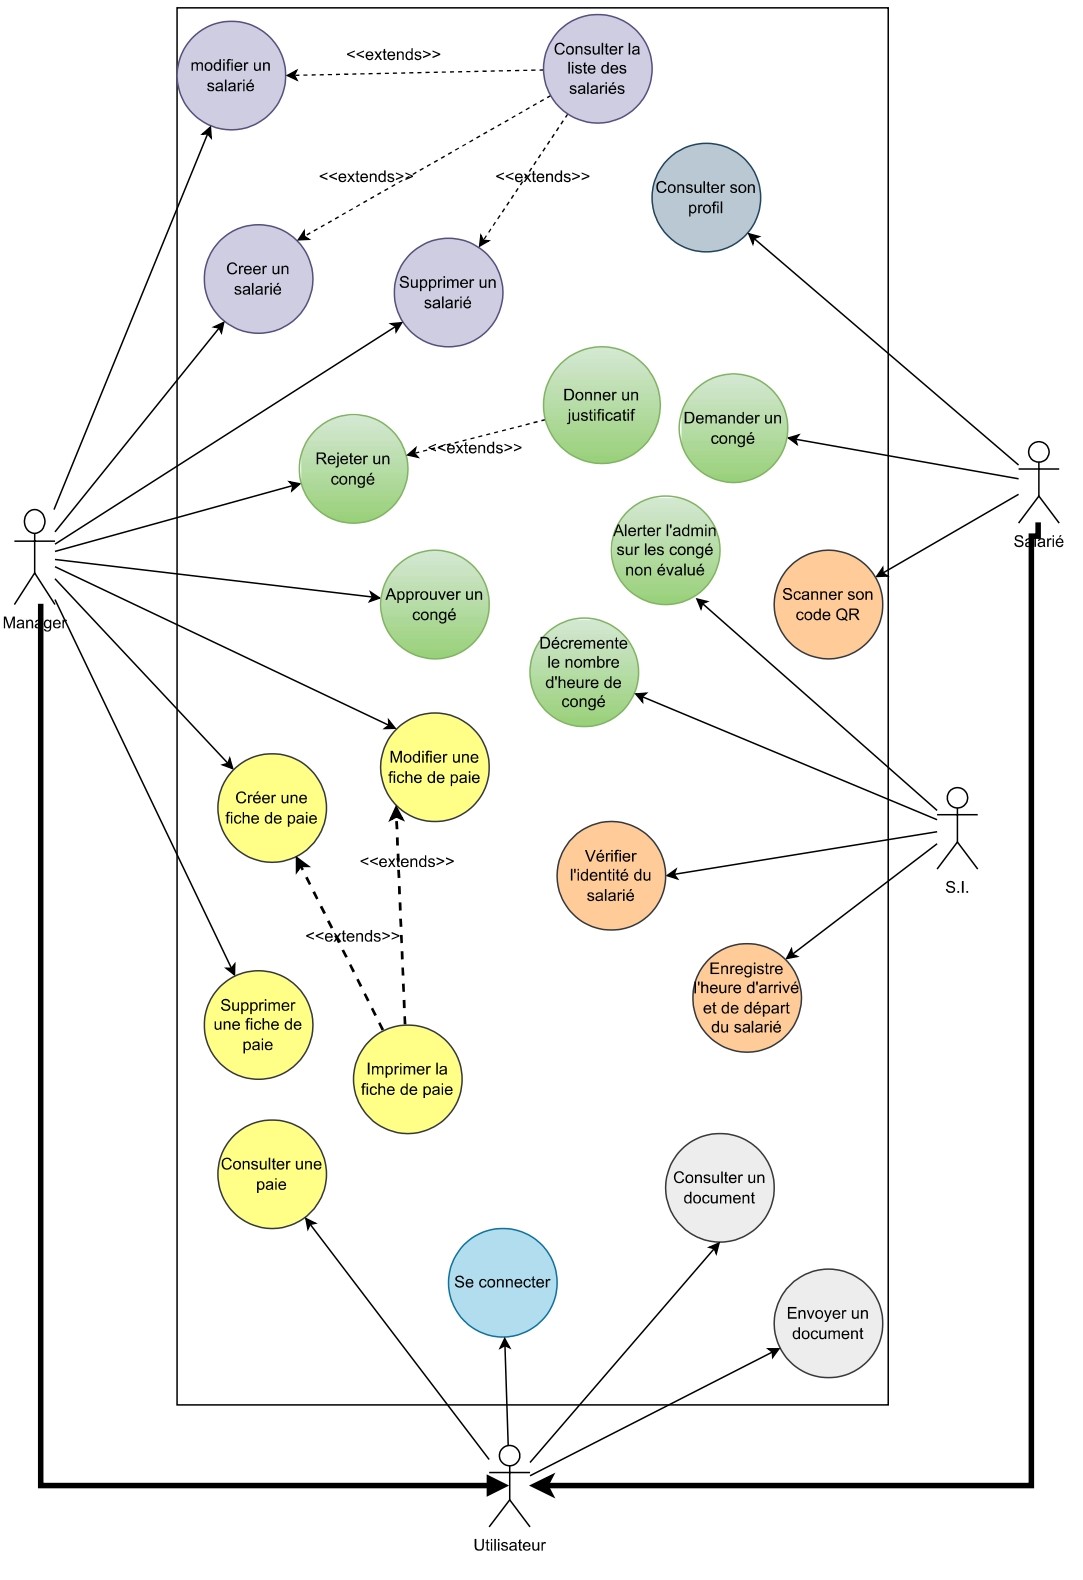 modifier un
salarié
<<extends>>
Consulter la
liste des
salariés
<<extends>>
<<extends>>
Consulter son
profil
Creer un
salarié
Supprimer un
salarié
Donner un
justificatif
Demander un
congé
<<extends>>
Rejeter un
congé
Salarié
Alerter l'admin
sur les congé
non évalué
Manager
Approuver un
congé
Scanner son
code QR
Décremente
le nombre
d'heure de
congé
Modifier une
fiche de paie
Créer une
fiche de paie
<<extends>>
Vérifier
l'identité du
salarié
S.I.
<<extends>>
Supprimer
une fiche de
paie
Enregistre
l'heure d'arrivé
et de départ
du salarié
Imprimer la
fiche de paie
Consulter une
paie
Consulter un
document
Se connecter
Envoyer un
document
Utilisateur